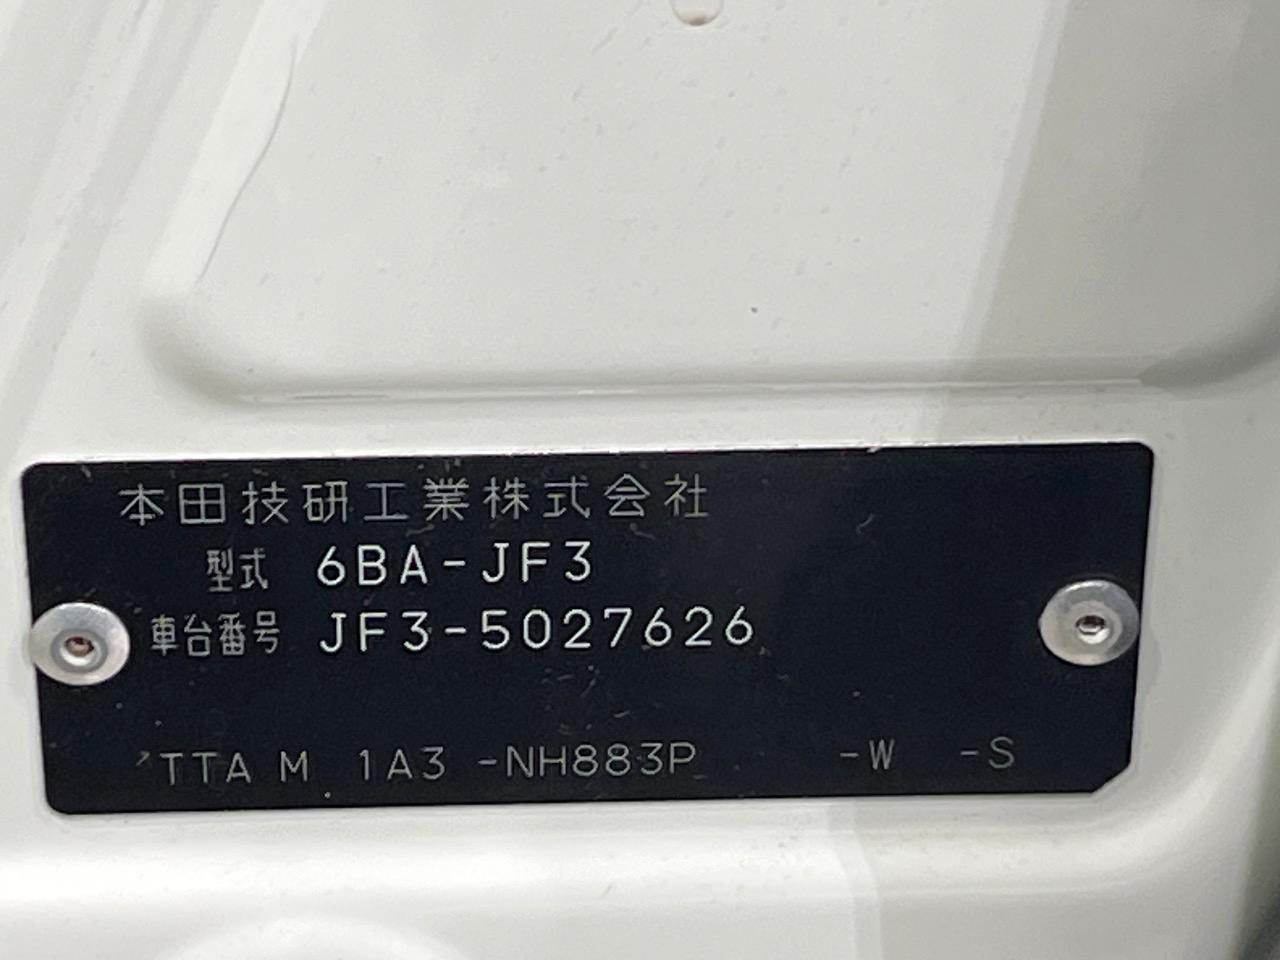 本田技研工業株式会社
型式 6BA-JF3
車台番号 JF3-5027626
TTA M 1A3 -NH883P -W -S